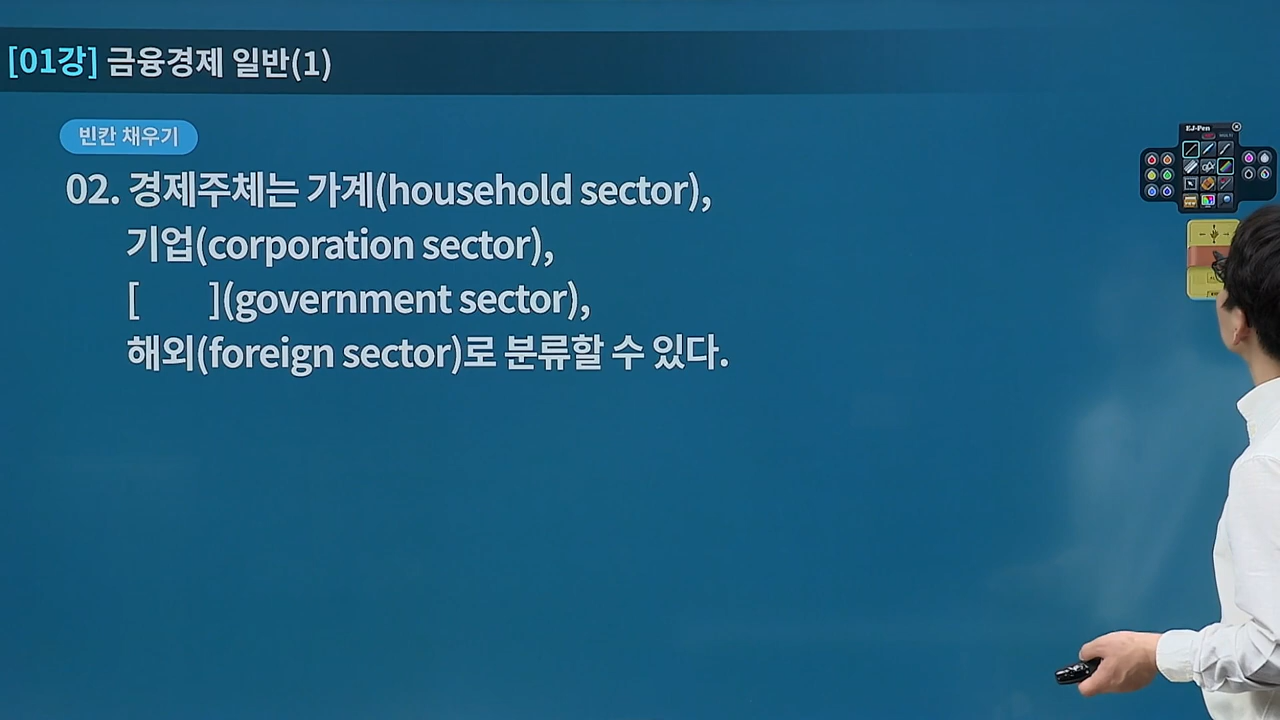 [01강] 금융경제 일반(1)
빈칸 채우기
02. 경제주체는 가계(household sector),
기업(corporation sector),
[ ](government sector),
해외(foreign sector)로 분류할 수 있다.
EJ-Pen